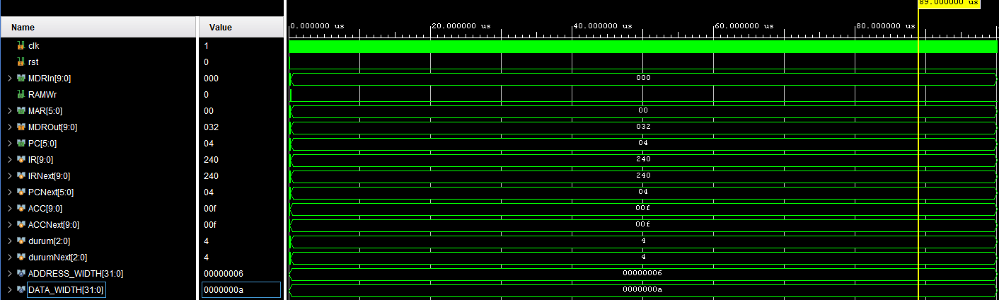 89.000000 us
Name Value 0.000000 us 20.000000 us 40.000000 us 60.000000 us 80.000000 us
clk 1
rst 0
MDRIn[9:0] 000 000
RAMWr 0
MAR[5:0] 00 00
MDROut[9:0] 032 032
PC[5:0] 04 04
IR[9:0] 240 240
IRNext[9:0] 240 240
PCNext[5:0] 04 04
ACC[9:0] 00f 00f
ACCNext[9:0] 00f 00f
durum[2:0] 4 4
durumNext[2:0] 4 4
ADDRESS_WIDTH[31:0] 00000006 00000006
DATA_WIDTH[31:0] 0000000a 0000000a